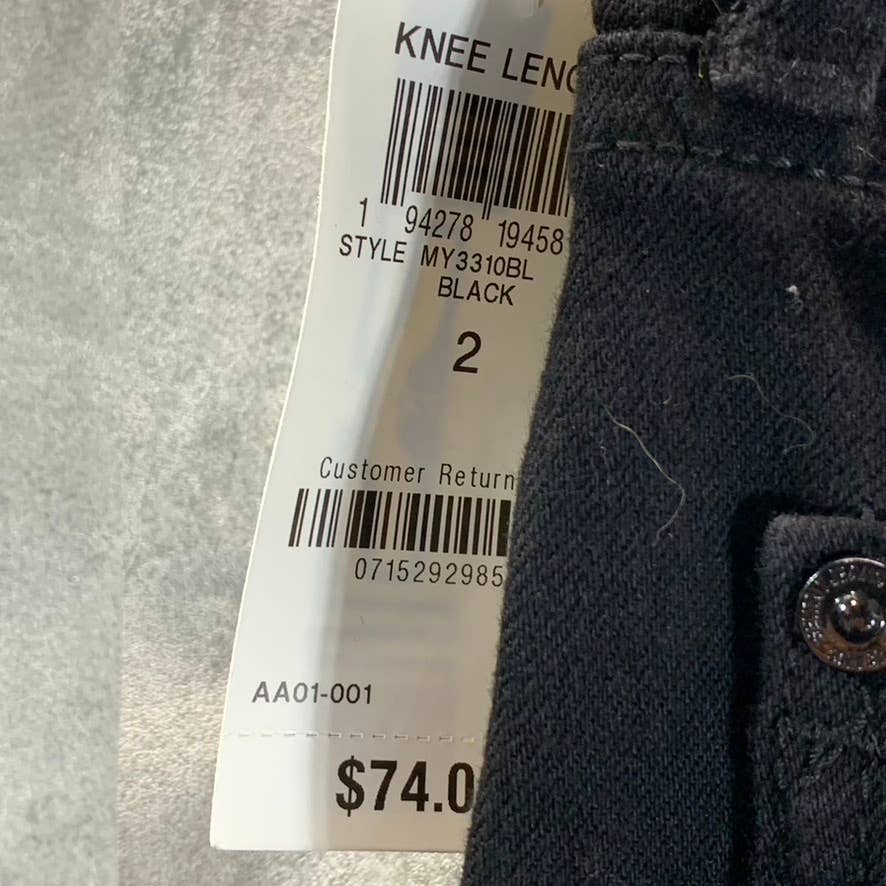 KNEE LENG
1 94278 19458
STYLE MY3310BL
BLACK
2
Customer Return
0715292985
AA01-001
$74.0